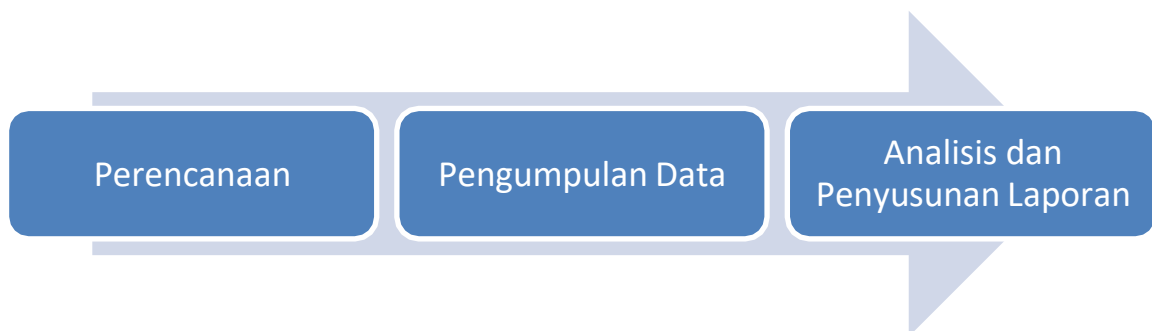 Perencanaan
Pengumpulan Data
Analisis dan
Penyusunan Laporan